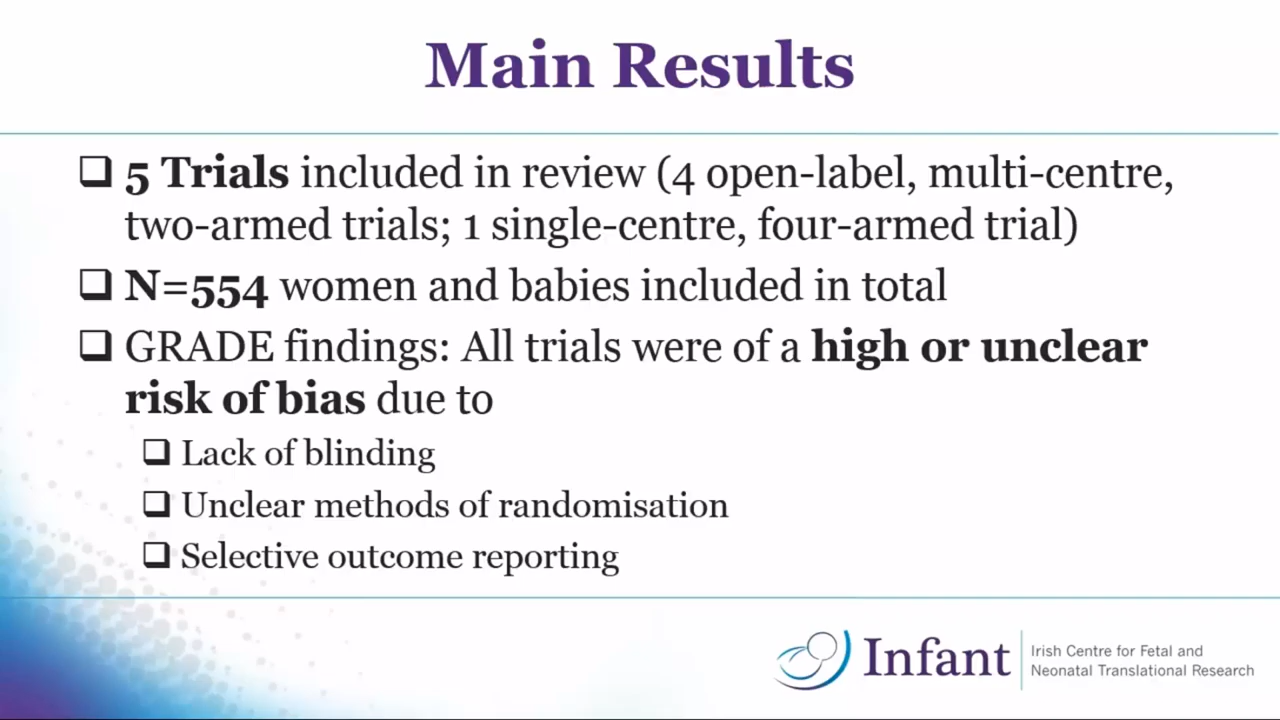 Main Results
❑ 5 Trials included in review (4 open-label, multi-centre,
two-armed trials; 1 single-centre, four-armed trial)
❑ N=554 women and babies included in total
❑ GRADE findings: All trials were of a high or unclear
risk of bias due to
❑ Lack of blinding
❑ Unclear methods of randomisation
❑ Selective outcome reporting
Infant
Irish Centre for Fetal and
Neonatal Translational Research